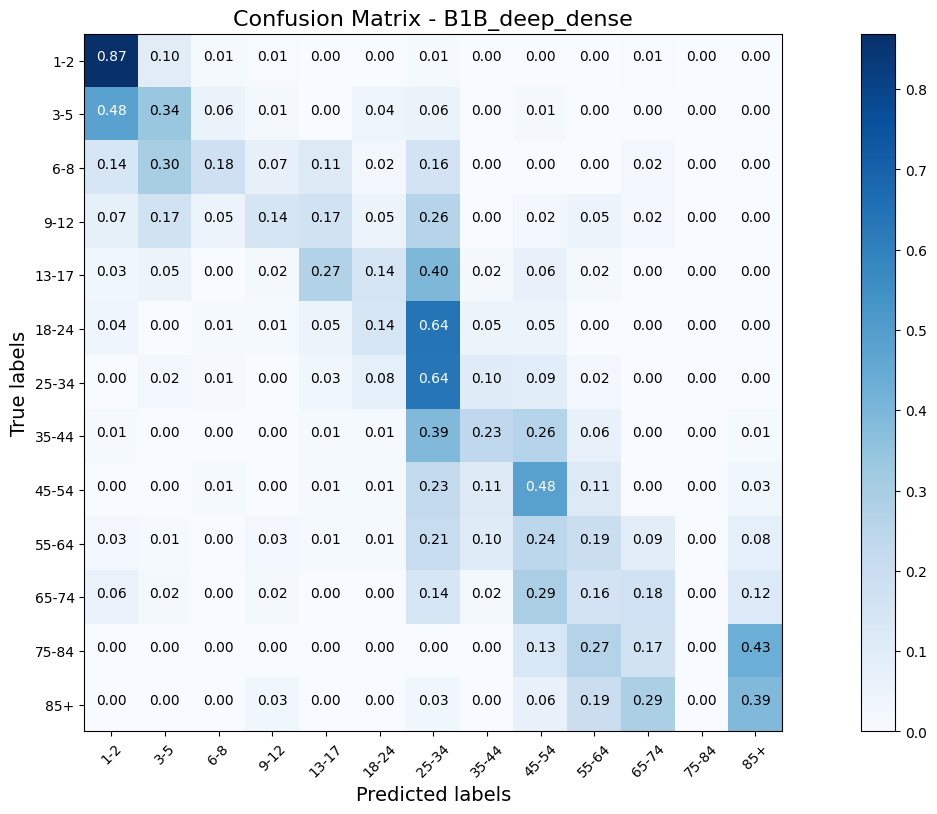 Confusion Matrix - B1B_deep_dense
1-2 0.87 0.10 0.01 0.01 0.00 0.00 0.01 0.00 0.00 0.00 0.01 0.00 0.00
3-5 0.48 0.34 0.06 0.01 0.00 0.04 0.06 0.00 0.01 0.00 0.00 0.00 0.00
6-8 0.14 0.30 0.18 0.07 0.11 0.02 0.16 0.00 0.00 0.00 0.02 0.00 0.00
9-12 0.07 0.17 0.05 0.14 0.17 0.05 0.26 0.00 0.02 0.05 0.02 0.00 0.00
13-17 0.03 0.05 0.00 0.02 0.27 0.14 0.40 0.02 0.06 0.02 0.00 0.00 0.00
18-24 0.04 0.00 0.01 0.01 0.05 0.14 0.64 0.05 0.05 0.00 0.00 0.00 0.00
25-34 0.00 0.02 0.01 0.00 0.03 0.08 0.64 0.10 0.09 0.02 0.00 0.00 0.00
35-44 0.01 0.00 0.00 0.00 0.01 0.01 0.39 0.23 0.26 0.06 0.00 0.00 0.01
45-54 0.00 0.00 0.01 0.00 0.01 0.01 0.23 0.11 0.48 0.11 0.00 0.00 0.03
55-64 0.03 0.01 0.00 0.03 0.01 0.01 0.21 0.10 0.24 0.19 0.09 0.00 0.08
65-74 0.06 0.02 0.00 0.02 0.00 0.00 0.14 0.02 0.29 0.16 0.18 0.00 0.12
75-84 0.00 0.00 0.00 0.00 0.00 0.00 0.00 0.00 0.13 0.27 0.17 0.00 0.43
85+ 0.00 0.00 0.00 0.03 0.00 0.00 0.03 0.00 0.06 0.19 0.29 0.00 0.39
1-2 3-5 6-8 9-12 13-17 18-24 25-34 35-44 45-54 55-64 65-74 75-84 85+
True labels
Predicted labels
0.8
0.7
0.6
0.5
0.4
0.3
0.2
0.1
0.0